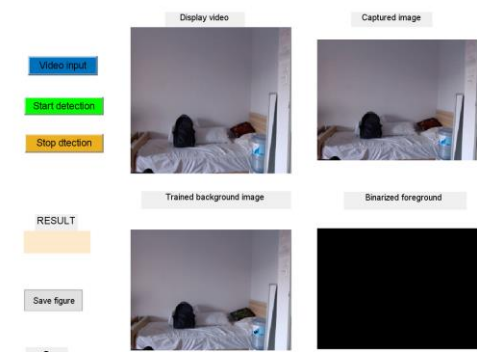 Display video
Captured image
Video input
Start detection
Stop dtection
Trained background image
Binarized foreground
RESULT
Save figure